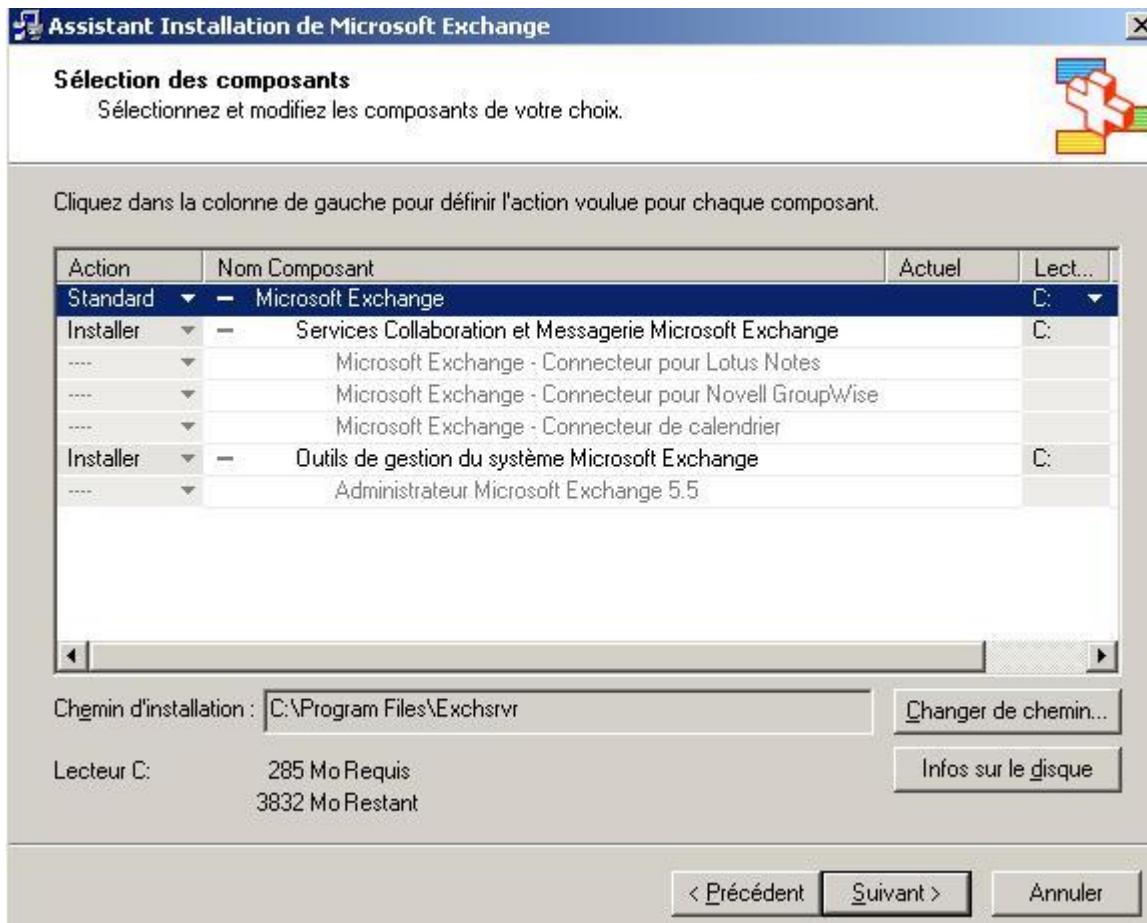 Assistant Installation de Microsoft Exchange
Sélection des composants
Sélectionnez et modifiez les composants de votre choix.
Cliquez dans la colonne de gauche pour définir l'action voulue pour chaque composant.
Action Nom Composant Actuel Lect...
Standard Microsoft Exchange C:
Installer Services Collaboration et Messagerie Microsoft Exchange C:
---- Microsoft Exchange - Connecteur pour Lotus Notes
---- Microsoft Exchange - Connecteur pour Novell GroupWise
---- Microsoft Exchange - Connecteur de calendrier
Installer Outils de gestion du système Microsoft Exchange C:
---- Administrateur Microsoft Exchange 5.5
Chemin d'installation : C:\Program Files\Exchsrvr Changer de chemin...
Lecteur C: 285 Mo Requis Infos sur le disque
3832 Mo Restant
< Précédent Suivant > Annuler